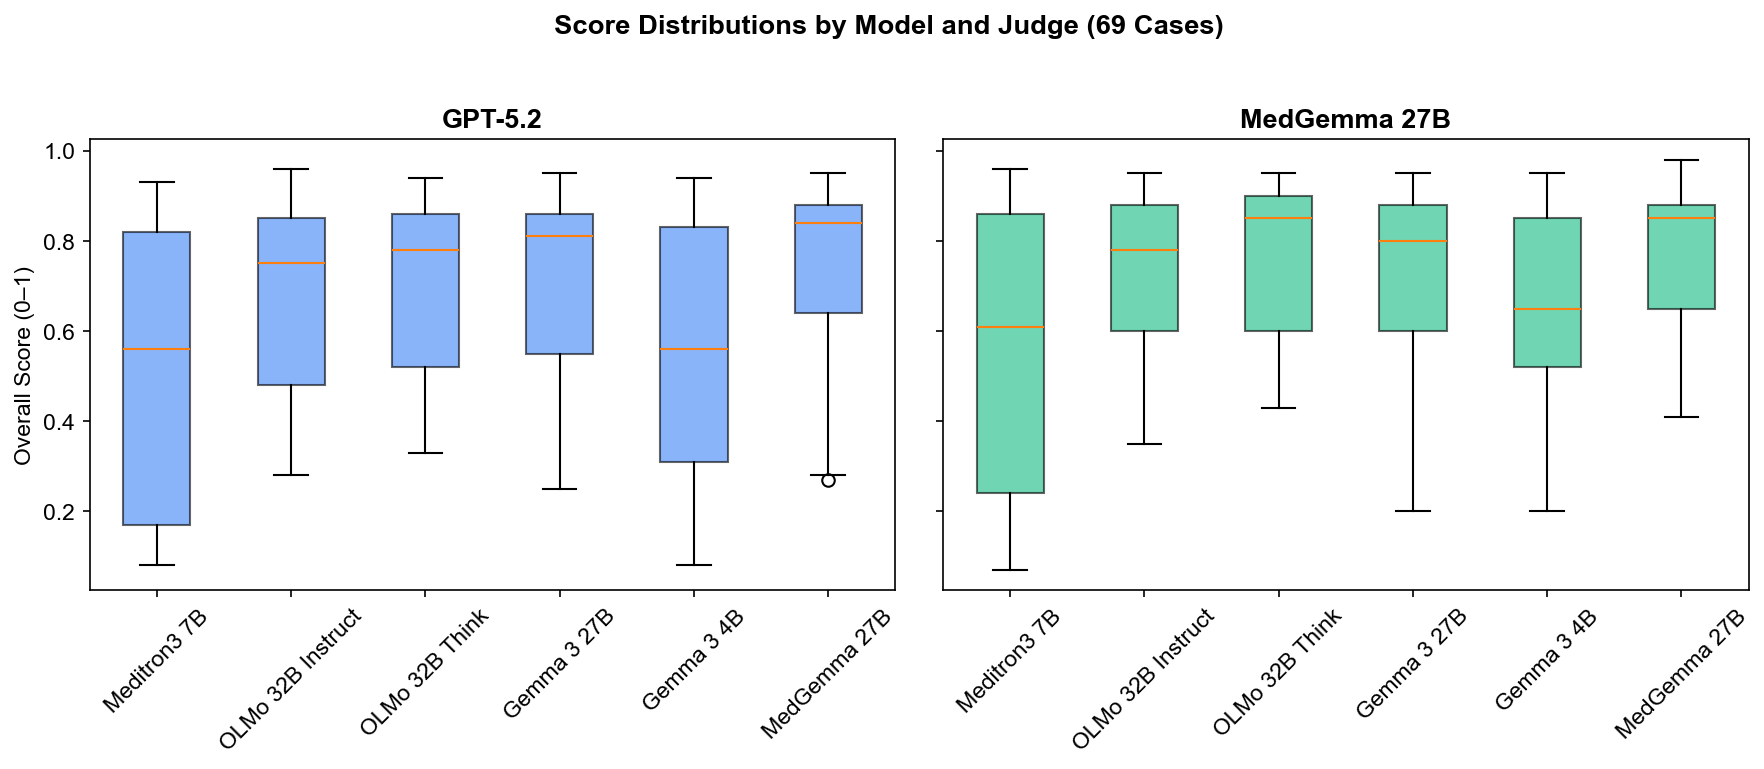 Score Distributions by Model and Judge (69 Cases)
GPT-5.2
MedGemma 27B
Overall Score (0–1)
1.0
0.8
0.6
0.4
0.2
Meditron3 7B
OLMo 32B Instruct
OLMo 32B Think
Gemma 3 27B
Gemma 3 4B
MedGemma 27B
Meditron3 7B
OLMo 32B Instruct
OLMo 32B Think
Gemma 3 27B
Gemma 3 4B
MedGemma 27B